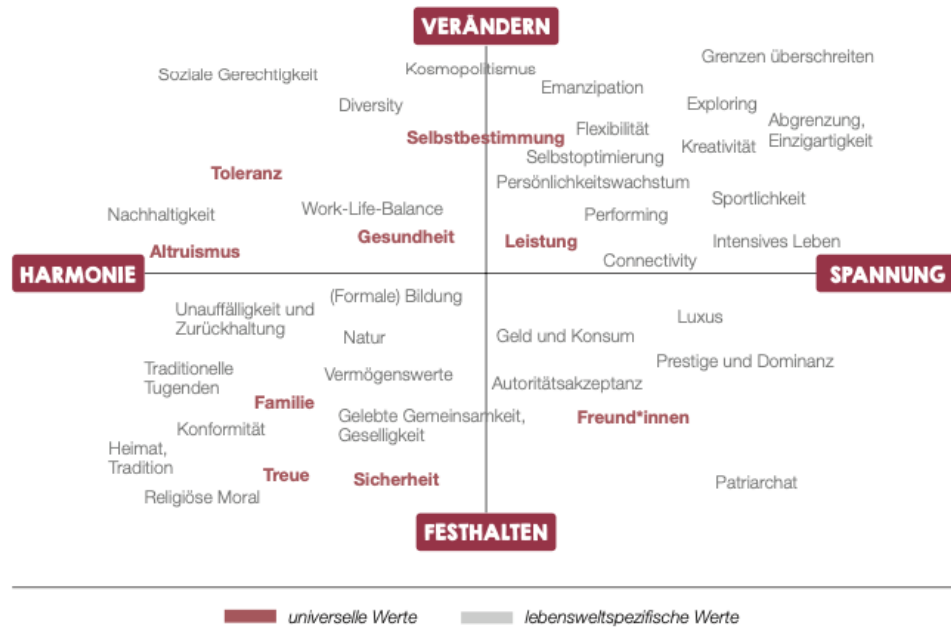 VERÄNDERN
Grenzen überschreiten
Soziale Gerechtigkeit
Kosmopolitismus
Emanzipation
Diversity
Exploring
Abgrenzung,
Einzigartigkeit
Selbstbestimmung
Flexibilität
Kreativität
Selbstoptimierung
Toleranz
Persönlichkeitswachstum
Sportlichkeit
Nachhaltigkeit
Work-Life-Balance
Performing
Altruismus
Gesundheit
Leistung
Intensives Leben
Connectivity
HARMONIE
SPANNUNG
(Formale) Bildung
Unauffälligkeit und
Zurückhaltung
Luxus
Natur
Geld und Konsum
Prestige und Dominanz
Traditionelle
Tugenden
Vermögenswerte
Autoritätsakzeptanz
Familie
Gelebte Gemeinsamkeit,
Geselligkeit
Freund*innen
Konformität
Heimat,
Tradition
Treue
Sicherheit
Patriarchat
Religiöse Moral
FESTHALTEN
universelle Werte
lebensweltspezifische Werte